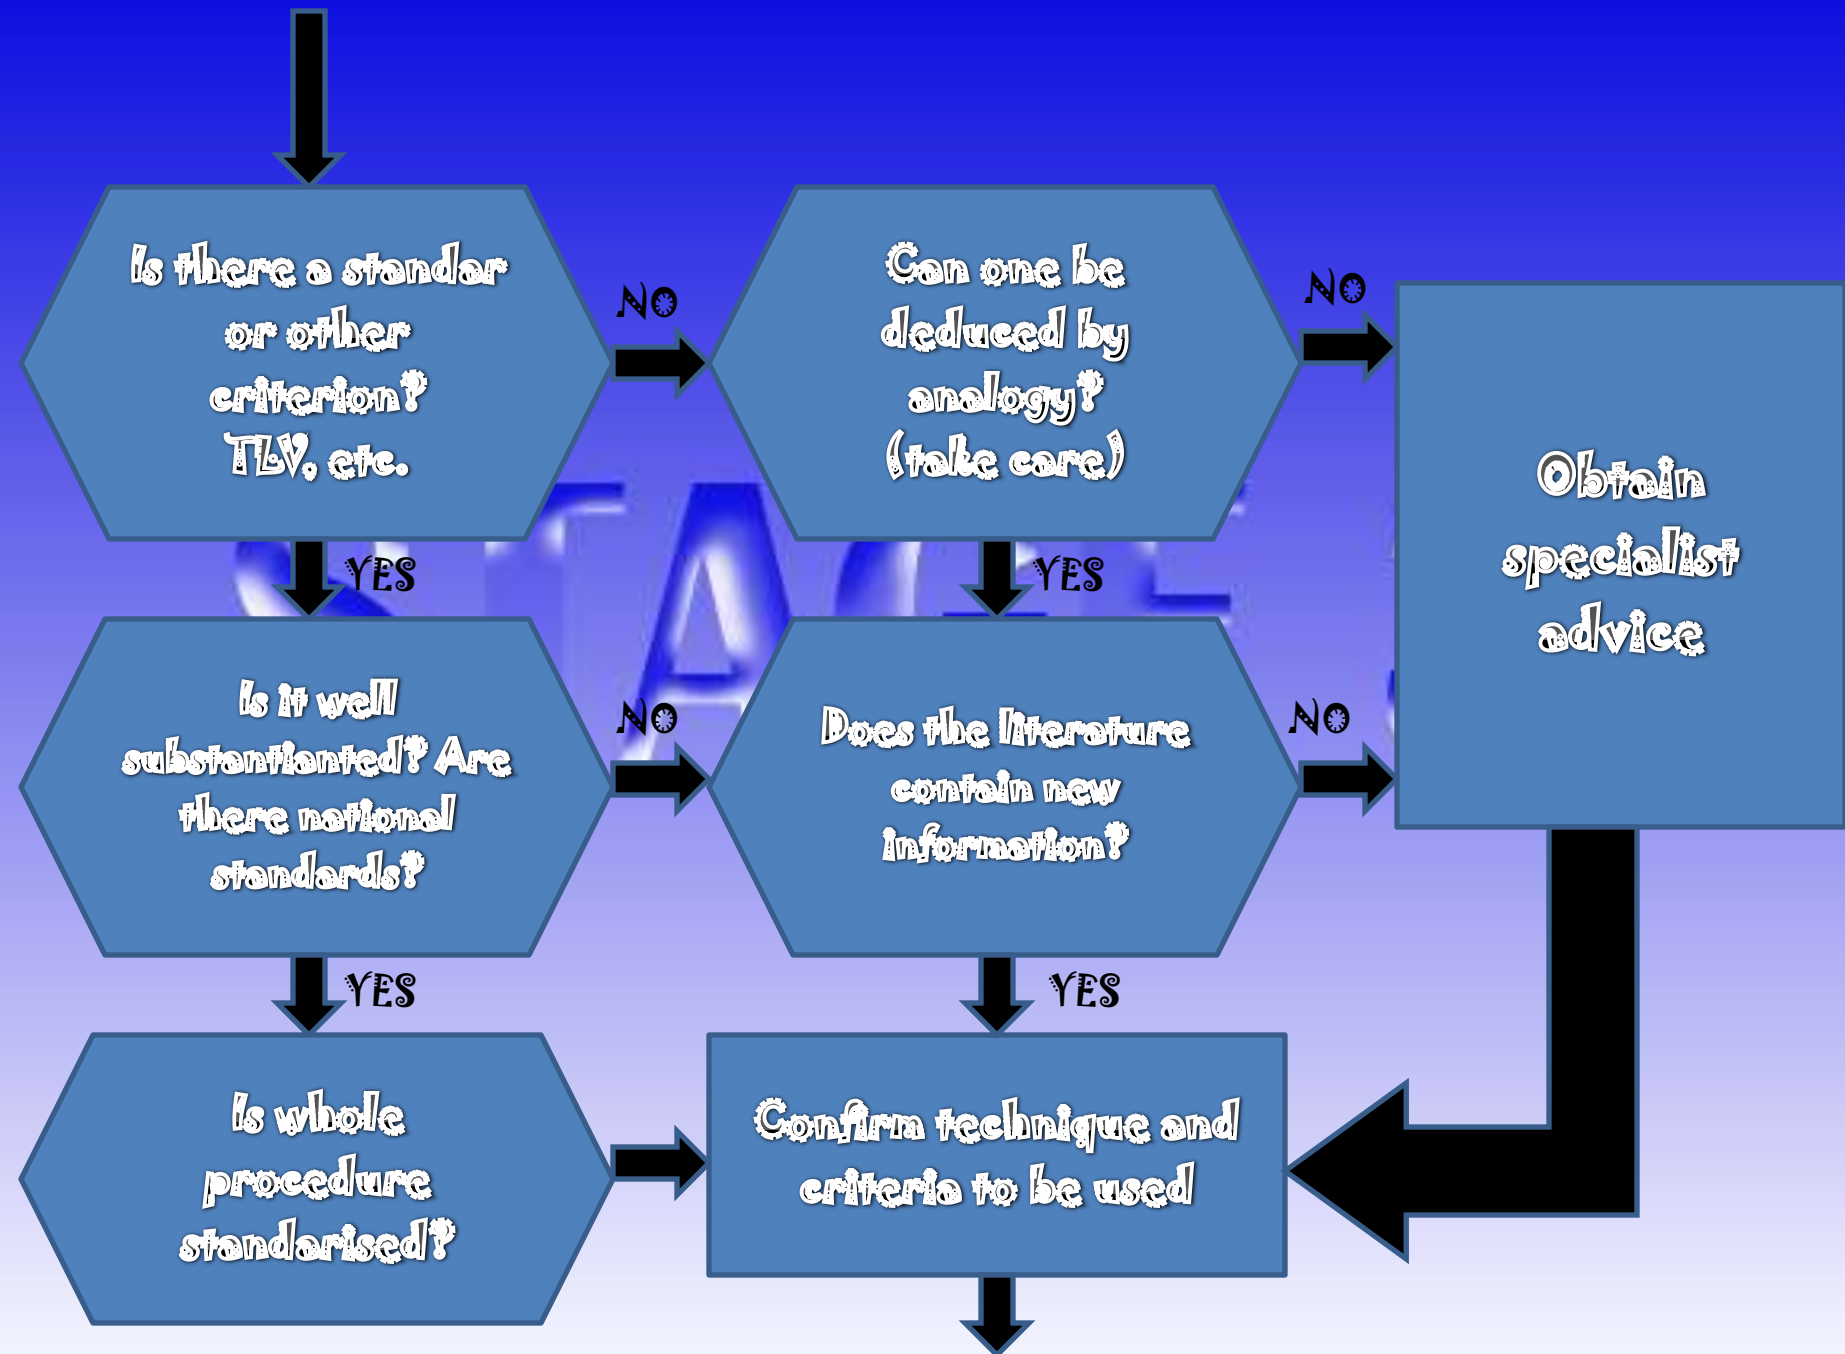 Is there a standar
or other
criterion?
TLV, etc.
NO
Can one be
deduced by
analogy?
(take care)
NO
Obtain
specialist
advice
YES
YES
Is it well
substantianted? Are
there national
standards?
NO
Does the literature
contain new
information?
NO
YES
YES
Is whole
procedure
standarised?
Confirm technique and
criteria to be used